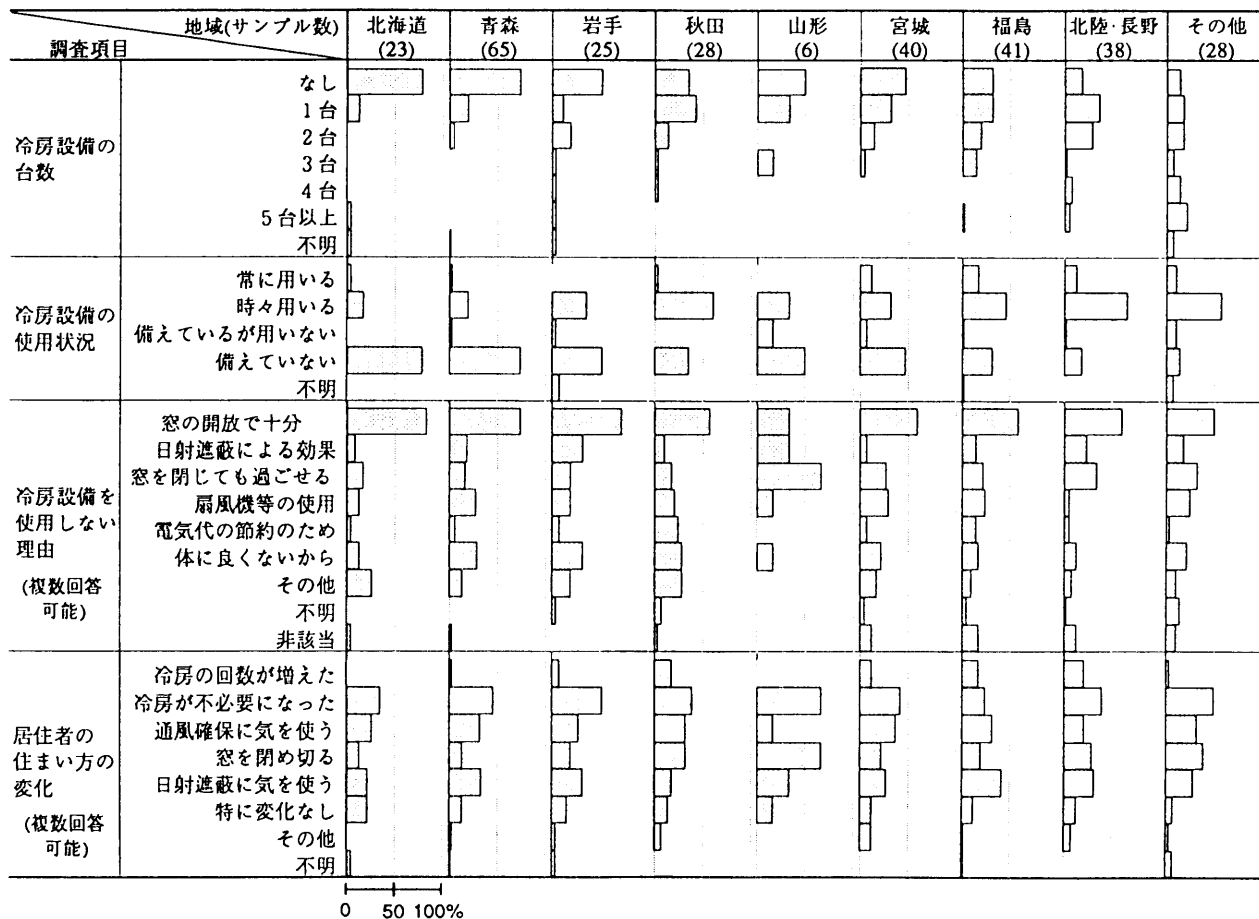 地域(サンプル数)
調査項目
北海道
(23)
青森
(65)
岩手
(25)
秋田
(28)
山形
(6)
宮城
(40)
福島
(41)
北陸・長野
(38)
その他
(28)
冷房設備の
台数
なし
1台
2台
3台
4台
5台以上
不明
冷房設備の
使用状況
常に用いる
時々用いる
備えているが用いない
備えていない
不明
冷房設備を
使用しない
理由
(複数回答
可能)
窓の開放で十分
日射遮蔽による効果
窓を閉じても過ごせる
扇風機等の使用
電気代の節約のため
体に良くないから
その他
不明
非該当
居住者の
住まい方の
変化
(複数回答
可能)
冷房の回数が増えた
冷房が不必要になった
通風確保に気を使う
窓を閉め切る
日射遮蔽に気を使う
特に変化なし
その他
不明
0 50 100%